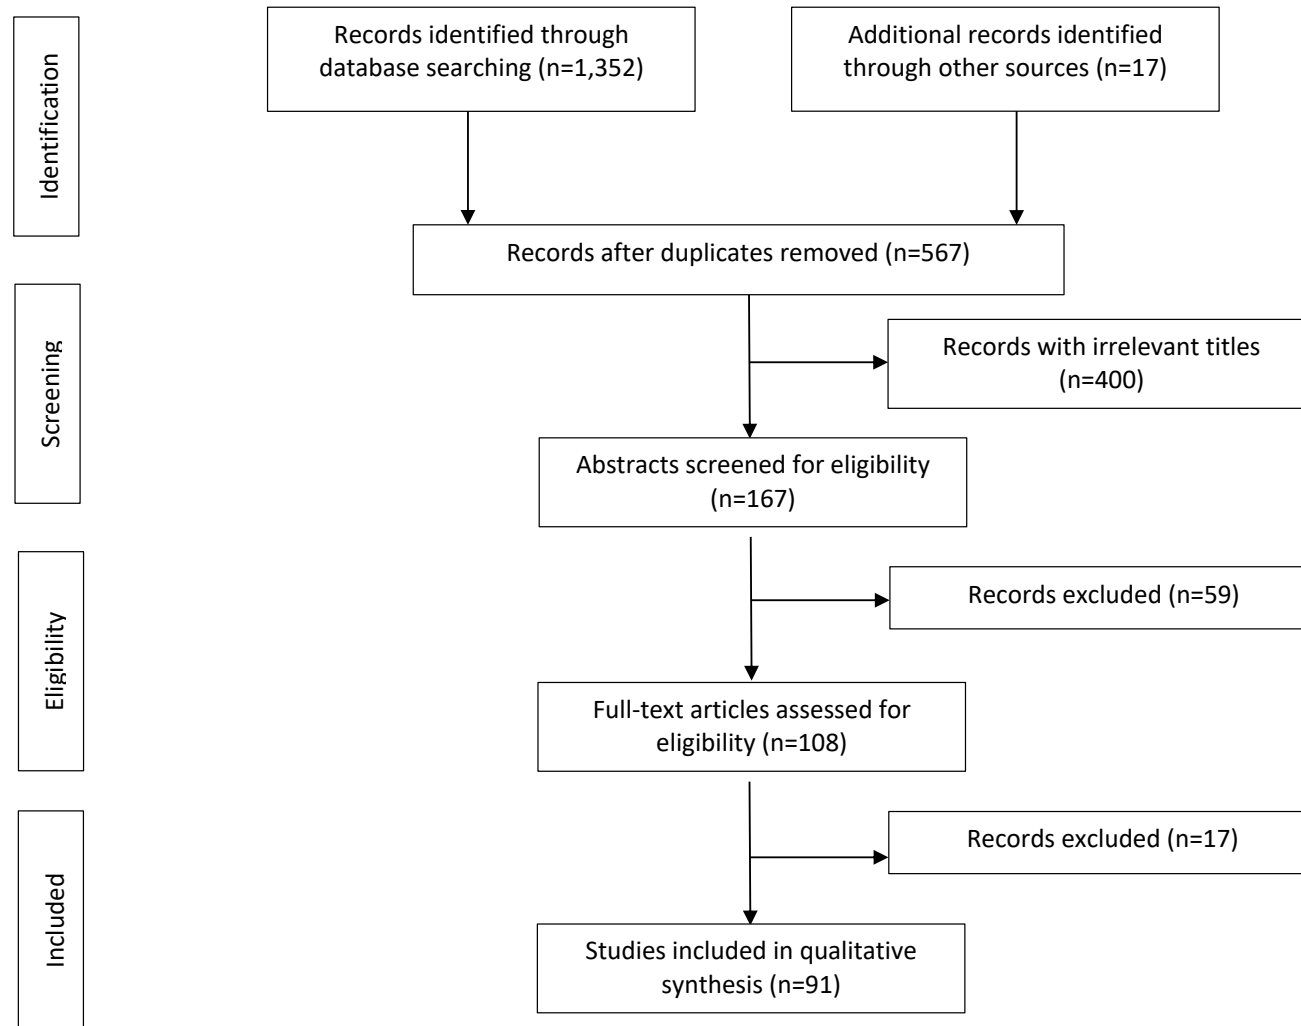 Identification
Records identified through
database searching (n=1,352)
Additional records identified
through other sources (n=17)
Records after duplicates removed (n=567)
Screening
Records with irrelevant titles
(n=400)
Abstracts screened for eligibility
(n=167)
Eligibility
Records excluded (n=59)
Full-text articles assessed for
eligibility (n=108)
Included
Records excluded (n=17)
Studies included in qualitative
synthesis (n=91)